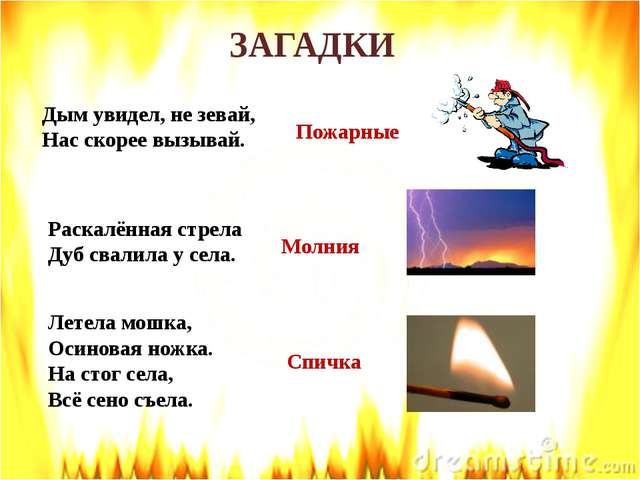 ЗАГАДКИ
Дым увидел, не зевай,
Нас скорее вызывай.
Пожарные
Раскалённая стрела
Дуб свалила у села.
Молния
Летела мошка,
Осиновая ножка.
На стог села,
Всё сено съела.
Спичка
dreamstime.com